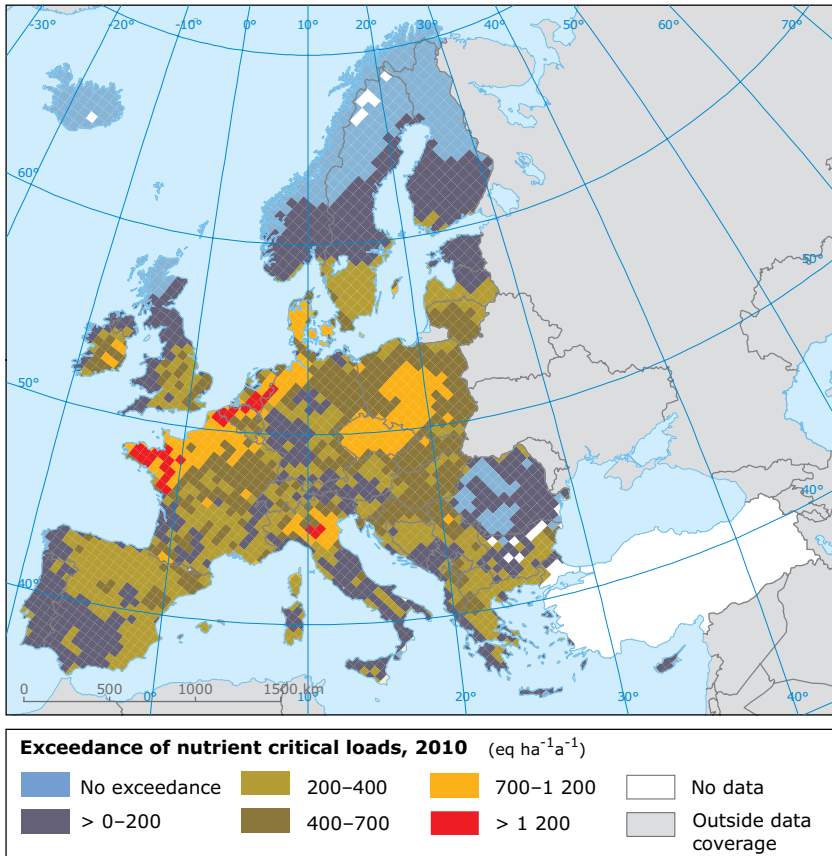 -30° -20° -10° 0° 10° 20° 30° 60° 70°
60°
50°
50°
40°
40°
0 500 1000 1500 km
0° 10° 20° 30° 40°
Exceedance of nutrient critical loads, 2010 (eq ha⁻¹a⁻¹)
No exceedance 200–400 700–1 200 No data
> 0–200 400–700 > 1 200 Outside data
coverage